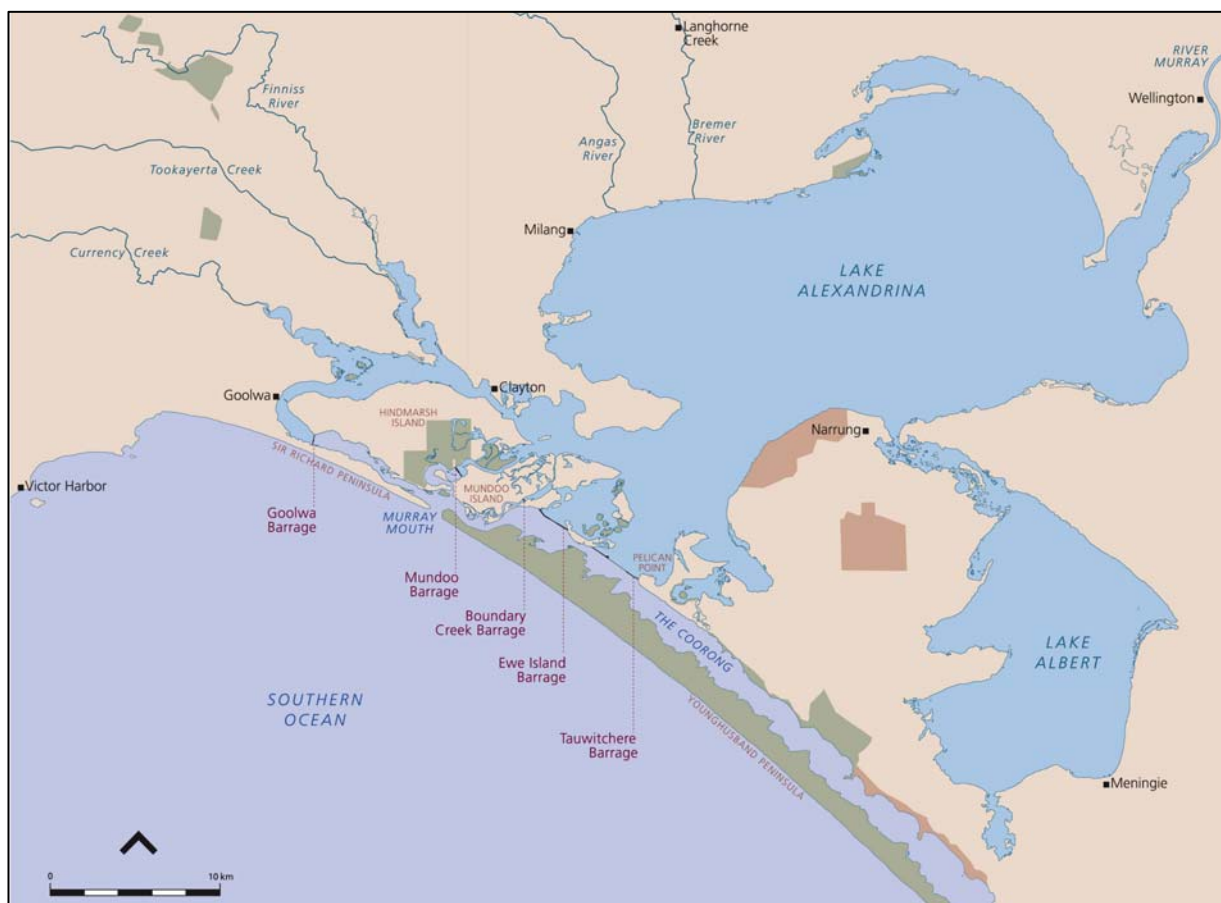 Langhorne
Creek
RIVER
MURRAY
Finniss
River
Wellington
Angas
River
Bremer
River
Tookayerta Creek
Milang
Currency Creek
LAKE
ALEXANDRINA
Clayton
Goolwa
HINDMARSH
ISLAND
Narrung
SIR RICHARD PENINSULA
Victor Harbor
MUNDOO
ISLAND
Goolwa
Barrage
MURRAY
MOUTH
PELICAN
POINT
Mundoo
Barrage
Boundary
Creek Barrage
THE COORONG
Ewe Island
Barrage
LAKE
ALBERT
SOUTHERN
OCEAN
YOUNGHUSBAND PENINSULA
Tauwitchere
Barrage
Meningie
0
10 km